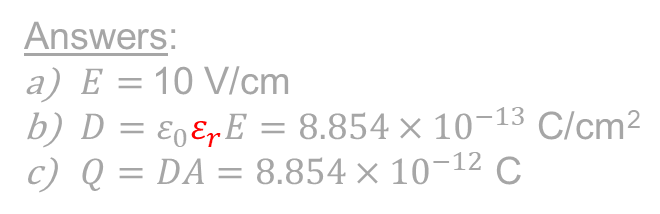 Answers:
a) E = 10 V/cm
b) D = ε₀εᵣE = 8.854 × 10⁻¹³ C/cm²
c) Q = DA = 8.854 × 10⁻¹² C